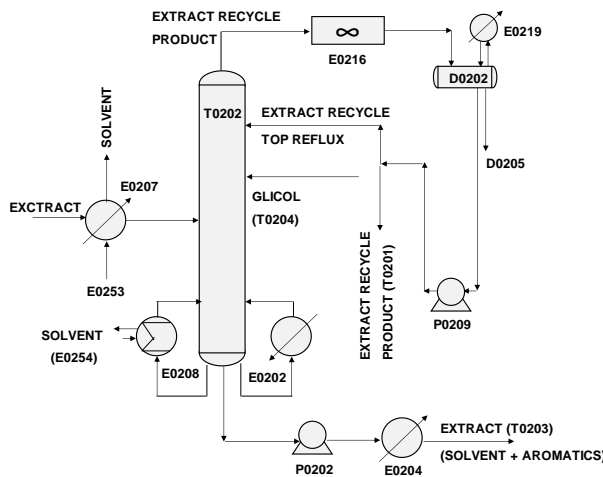 EXTRACT RECYCLE
PRODUCT
E0216
E0219
D0202
T0202
EXTRACT RECYCLE
TOP REFLUX
D0205
SOLVENT
E0207
EXCTRACT
GLICOL
(T0204)
E0253
EXTRACT RECYCLE
PRODUCT (T0201)
P0209
SOLVENT
(E0254)
E0208
E0202
P0202
E0204
EXTRACT (T0203)
(SOLVENT + AROMATICS)